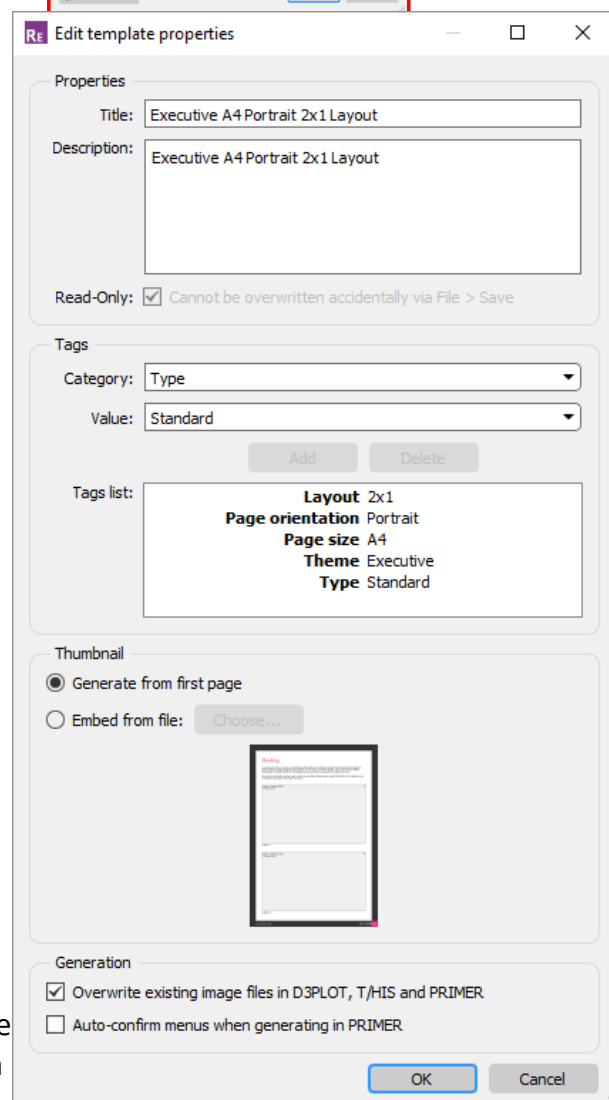 RE Edit template properties
Properties
Title: Executive A4 Portrait 2x1 Layout
Description: Executive A4 Portrait 2x1 Layout
Read-Only: Cannot be overwritten accidentally via File > Save
Tags
Category: Type
Value: Standard
Add Delete
Tags list: Layout 2x1
Page orientation Portrait
Page size A4
Theme Executive
Type Standard
Thumbnail
Generate from first page
Embed from file: Choose...
Heading
Generation
Overwrite existing image files in D3PLOT, T/HIS and PRIMER
Auto-confirm menus when generating in PRIMER
OK Cancel